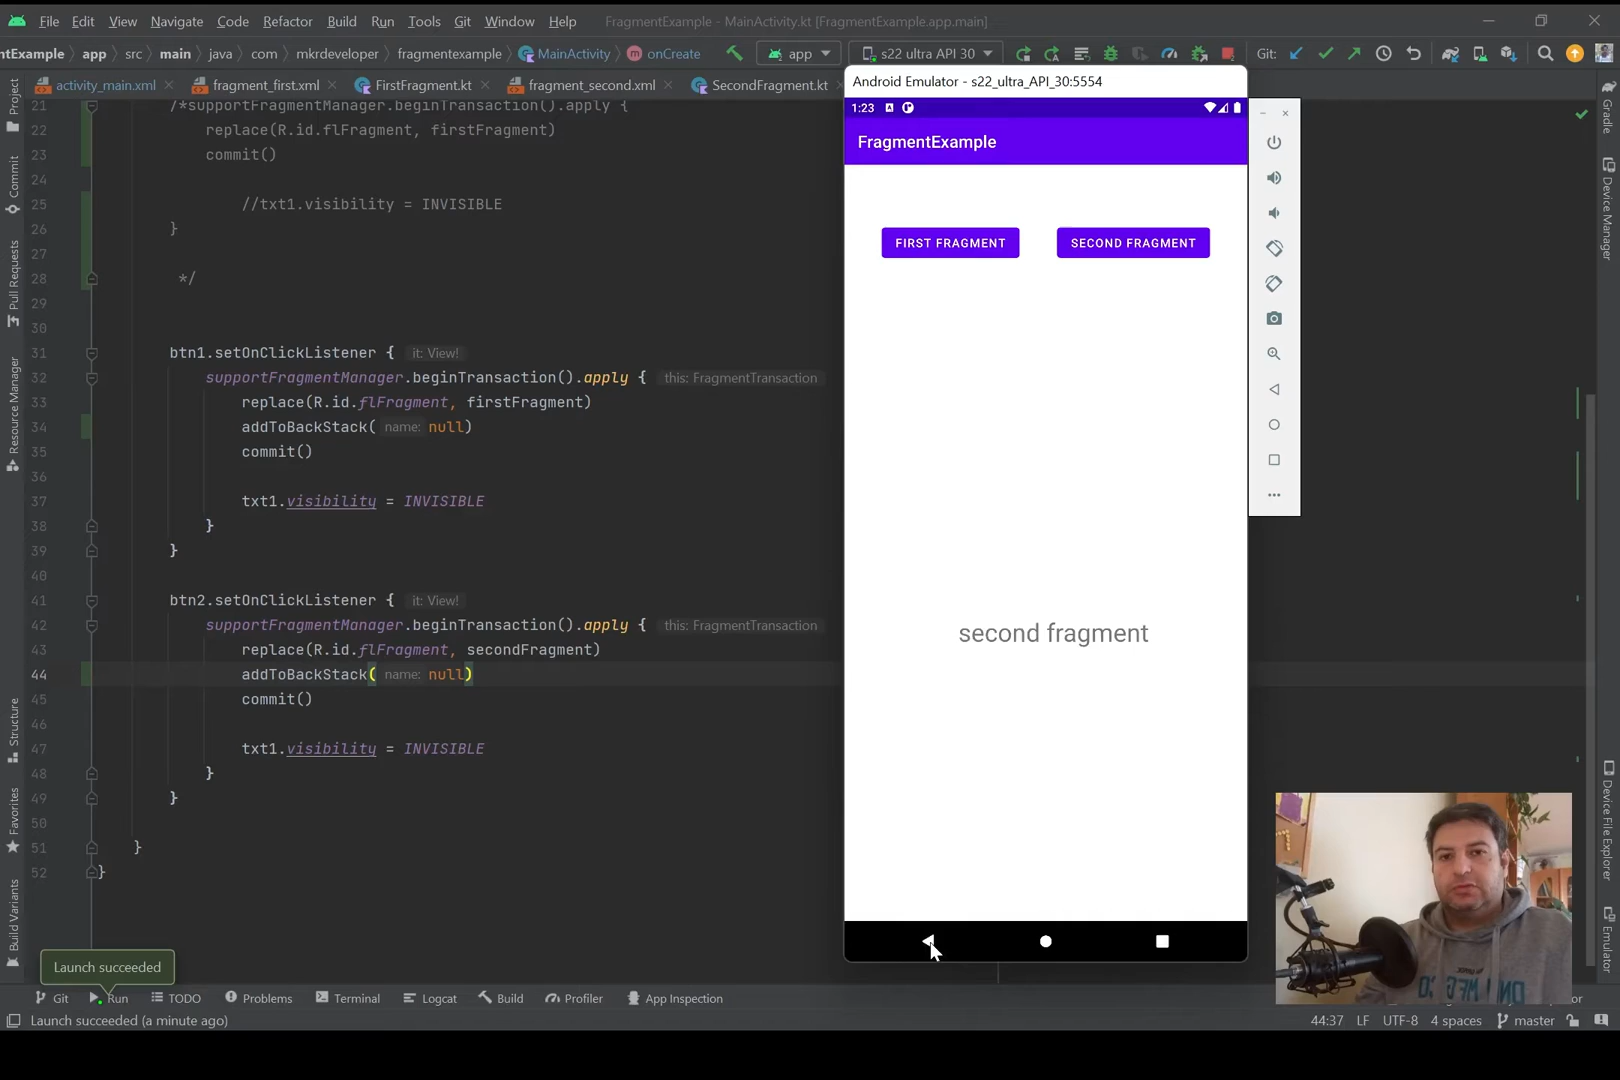 File Edit View Navigate Code Refactor Build Run Tools Git Window Help FragmentExample - MainActivity.kt [FragmentExample.app.main]
ntExample app src main java com mkrdeveloper fragmentexample MainActivity onCreate app s22 ultra API 30 Git:
activity_main.xml fragment_first.xml FirstFragment.kt fragment_second.xml SecondFragment.kt
21 /*supportFragmentManager.beginTransaction().apply {
22 replace(R.id.flFragment, firstFragment)
23 commit()
24
25 //txt1.visibility = INVISIBLE
26 }
27
28 */
29
30
31 btn1.setOnClickListener { it: View!
32 supportFragmentManager.beginTransaction().apply { this: FragmentTransaction
33 replace(R.id.flFragment, firstFragment)
34 addToBackStack( name: null)
35 commit()
36
37 txt1.visibility = INVISIBLE
38 }
39 }
40
41 btn2.setOnClickListener { it: View!
42 supportFragmentManager.beginTransaction().apply { this: FragmentTransaction
43 replace(R.id.flFragment, secondFragment)
44 addToBackStack( name: null)
45 commit()
46
47 txt1.visibility = INVISIBLE
48 }
49 }
50
51 }
52 }
Project
Commit
Pull Requests
Resource Manager
Structure
Favorites
Build Variants
Android Emulator - s22_ultra_API_30:5554
1:23
FragmentExample
FIRST FRAGMENT SECOND FRAGMENT
second fragment
Gradle
Device Manager
Device File Explorer
Emulator
Launch succeeded
Git Run TODO Problems Terminal Logcat Build Profiler App Inspection
Launch succeeded (a minute ago) 44:37 LF UTF-8 4 spaces master